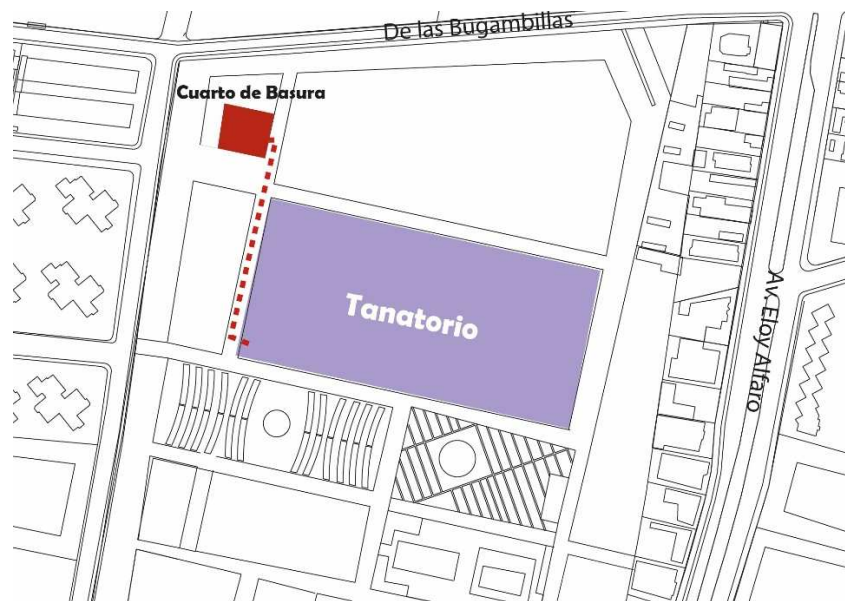 De las Bugambillas
Cuarto de Basura
Tanatorio
Av. Eloy Alfaro